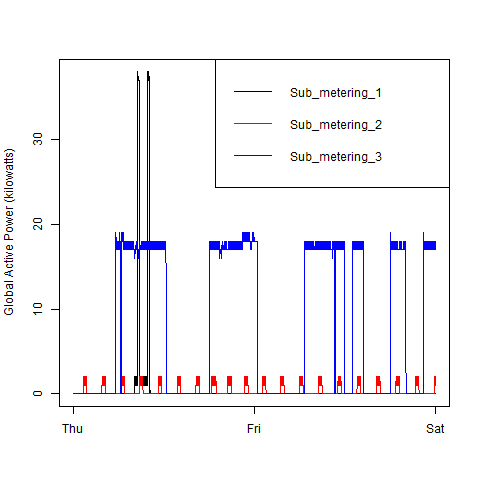 Sub_metering_1
Sub_metering_2
Sub_metering_3
Global Active Power (kilowatts)
30
20
10
0
Thu Fri Sat